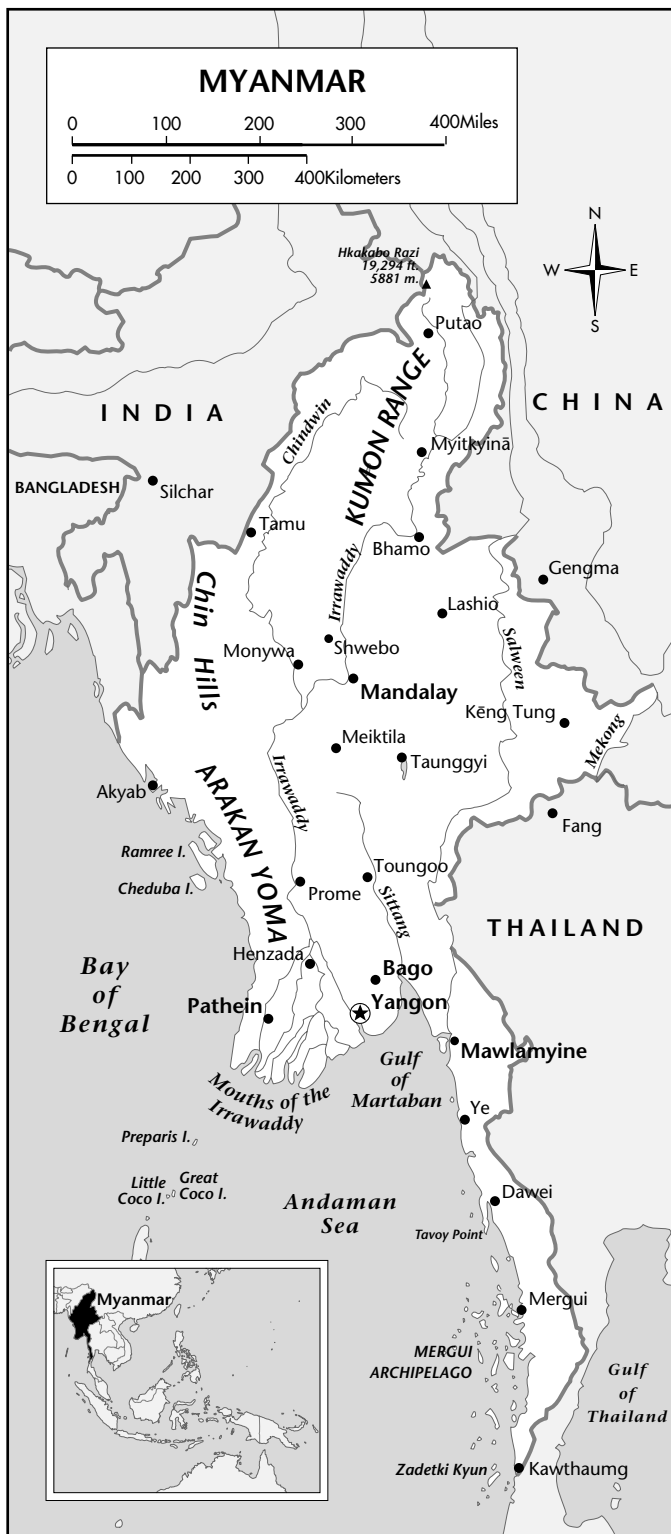 MYANMAR
0 100 200 300 400Miles
0 100 200 300 400Kilometers
Hkakabo Razi
19,294 ft.
5881 m.
N
W E
S
Putao
KUMON RANGE
INDIA
CHINA
Chindwin
Myitkyinā
BANGLADESH
Silchar
Tamu
Bhamo
Gengma
Chin Hills
Irrawaddy
Lashio
Salween
Shwebo
Monywa
Mandalay
Kēng Tung
Mekong
Meiktila
Taunggyi
Irrawaddy
Akyab
ARAKAN YOMA
Fang
Ramree I.
Cheduba I.
Toungoo
Prome
Sittang
THAILAND
Henzada
Bay
of
Bengal
Bago
Pathein
Yangon
Mawlamyine
Gulf
of
Martaban
Mouths of the
Irrawaddy
Ye
Preparis I.
Little
Coco I.
Great
Coco I.
Andaman
Sea
Dawei
Tavoy Point
Myanmar
Mergui
MERGUI
ARCHIPELAGO
Gulf
of
Thailand
Zadetki Kyun
Kawthaumg